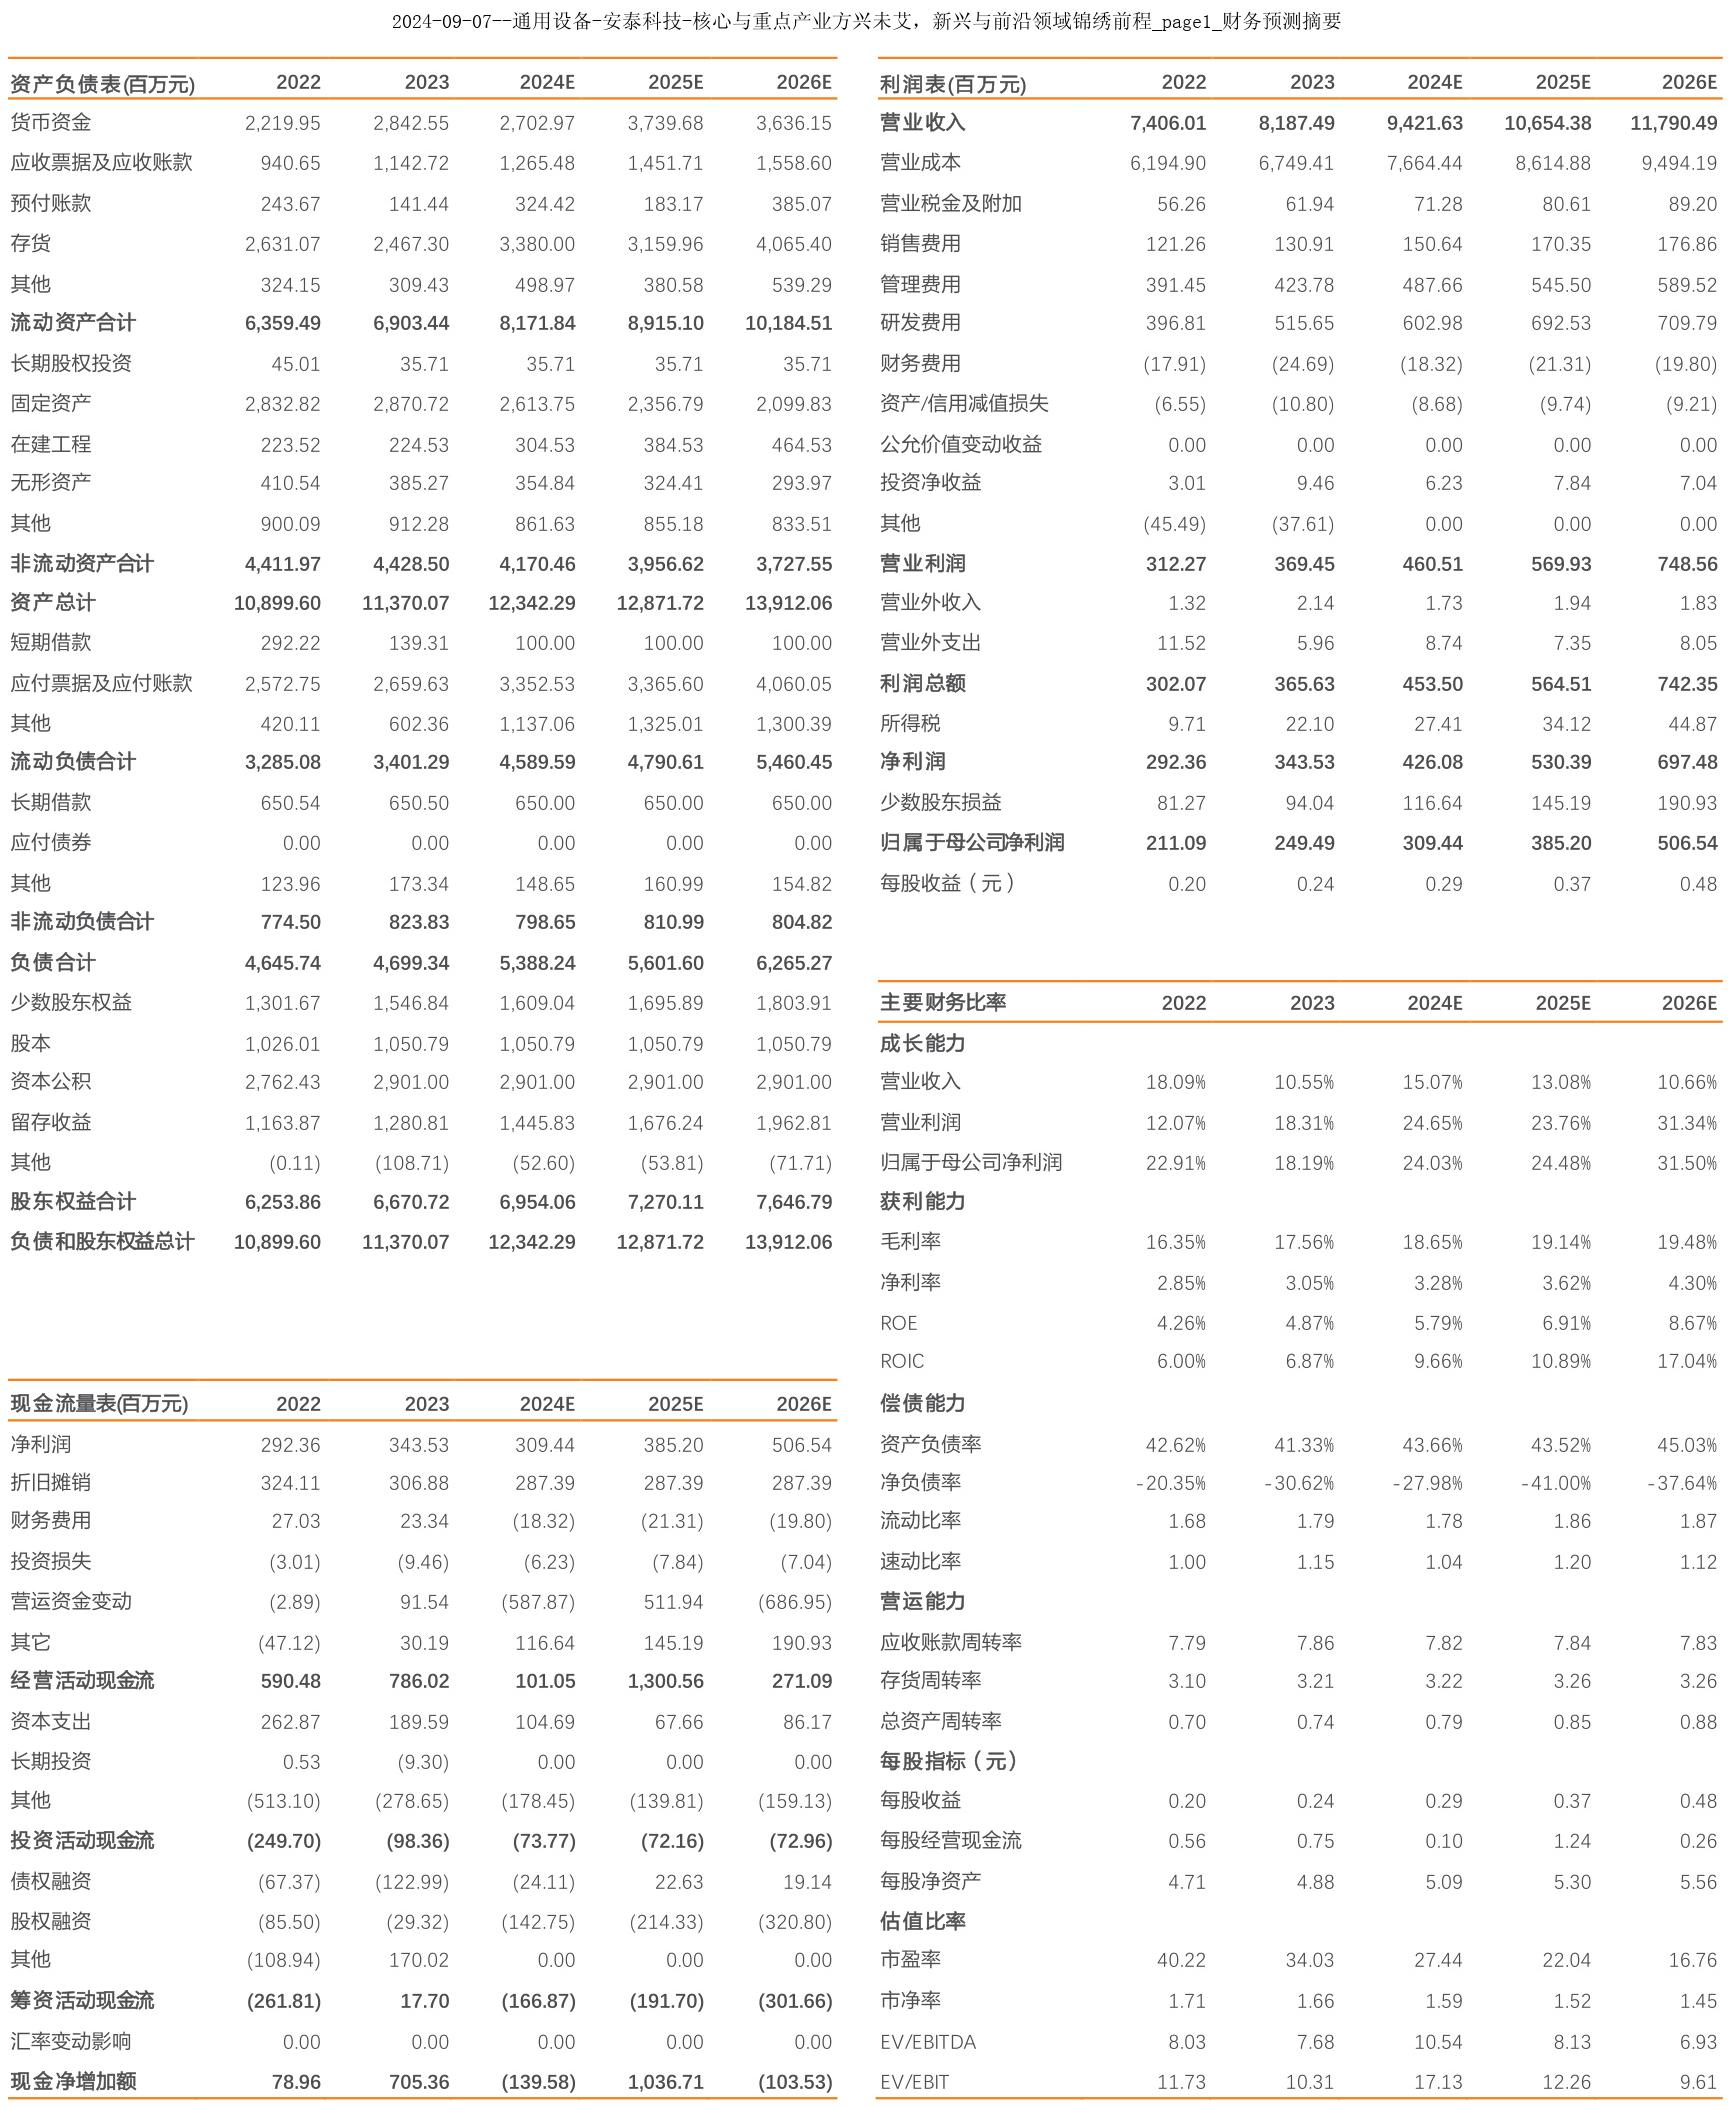 2024-09-07--通用设备-安泰科技-核心与重点产业方兴未艾，新兴与前沿领域锦绣前程_page1_财务预测摘要
资产负债表(百万元) 2022 2023 2024E 2025E 2026E
货币资金 2,219.95 2,842.55 2,702.97 3,739.68 3,636.15
应收票据及应收账款 940.65 1,142.72 1,265.48 1,451.71 1,558.60
预付账款 243.67 141.44 324.42 183.17 385.07
存货 2,631.07 2,467.30 3,380.00 3,159.96 4,065.40
其他 324.15 309.43 498.97 380.58 539.29
流动资产合计 6,359.49 6,903.44 8,171.84 8,915.10 10,184.51
长期股权投资 45.01 35.71 35.71 35.71 35.71
固定资产 2,832.82 2,870.72 2,613.75 2,356.79 2,099.83
在建工程 223.52 224.53 304.53 384.53 464.53
无形资产 410.54 385.27 354.84 324.41 293.97
其他 900.09 912.28 861.63 855.18 833.51
非流动资产合计 4,411.97 4,428.50 4,170.46 3,956.62 3,727.55
资产总计 10,899.60 11,370.07 12,342.29 12,871.72 13,912.06
短期借款 292.22 139.31 100.00 100.00 100.00
应付票据及应付账款 2,572.75 2,659.63 3,352.53 3,365.60 4,060.05
其他 420.11 602.36 1,137.06 1,325.01 1,300.39
流动负债合计 3,285.08 3,401.29 4,589.59 4,790.61 5,460.45
长期借款 650.54 650.50 650.00 650.00 650.00
应付债券 0.00 0.00 0.00 0.00 0.00
其他 123.96 173.34 148.65 160.99 154.82
非流动负债合计 774.50 823.83 798.65 810.99 804.82
负债合计 4,645.74 4,699.34 5,388.24 5,601.60 6,265.27
少数股东权益 1,301.67 1,546.84 1,609.04 1,695.89 1,803.91
股本 1,026.01 1,050.79 1,050.79 1,050.79 1,050.79
资本公积 2,762.43 2,901.00 2,901.00 2,901.00 2,901.00
留存收益 1,163.87 1,280.81 1,445.83 1,676.24 1,962.81
其他 (0.11) (108.71) (52.60) (53.81) (71.71)
股东权益合计 6,253.86 6,670.72 6,954.06 7,270.11 7,646.79
负债和股东权益总计 10,899.60 11,370.07 12,342.29 12,871.72 13,912.06
现金流量表(百万元) 2022 2023 2024E 2025E 2026E
净利润 292.36 343.53 309.44 385.20 506.54
折旧摊销 324.11 306.88 287.39 287.39 287.39
财务费用 27.03 23.34 (18.32) (21.31) (19.80)
投资损失 (3.01) (9.46) (6.23) (7.84) (7.04)
营运资金变动 (2.89) 91.54 (587.87) 511.94 (686.95)
其它 (47.12) 30.19 116.64 145.19 190.93
经营活动现金流 590.48 786.02 101.05 1,300.56 271.09
资本支出 262.87 189.59 104.69 67.66 86.17
长期投资 0.53 (9.30) 0.00 0.00 0.00
其他 (513.10) (278.65) (178.45) (139.81) (159.13)
投资活动现金流 (249.70) (98.36) (73.77) (72.16) (72.96)
债权融资 (67.37) (122.99) (24.11) 22.63 19.14
股权融资 (85.50) (29.32) (142.75) (214.33) (320.80)
其他 (108.94) 170.02 0.00 0.00 0.00
筹资活动现金流 (261.81) 17.70 (166.87) (191.70) (301.66)
汇率变动影响 0.00 0.00 0.00 0.00 0.00
现金净增加额 78.96 705.36 (139.58) 1,036.71 (103.53)
利润表(百万元) 2022 2023 2024E 2025E 2026E
营业收入 7,406.01 8,187.49 9,421.63 10,654.38 11,790.49
营业成本 6,194.90 6,749.41 7,664.44 8,614.88 9,494.19
营业税金及附加 56.26 61.94 71.28 80.61 89.20
销售费用 121.26 130.91 150.64 170.35 176.86
管理费用 391.45 423.78 487.66 545.50 589.52
研发费用 396.81 515.65 602.98 692.53 709.79
财务费用 (17.91) (24.69) (18.32) (21.31) (19.80)
资产/信用减值损失 (6.55) (10.80) (8.68) (9.74) (9.21)
公允价值变动收益 0.00 0.00 0.00 0.00 0.00
投资净收益 3.01 9.46 6.23 7.84 7.04
其他 (45.49) (37.61) 0.00 0.00 0.00
营业利润 312.27 369.45 460.51 569.93 748.56
营业外收入 1.32 2.14 1.73 1.94 1.83
营业外支出 11.52 5.96 8.74 7.35 8.05
利润总额 302.07 365.63 453.50 564.51 742.35
所得税 9.71 22.10 27.41 34.12 44.87
净利润 292.36 343.53 426.08 530.39 697.48
少数股东损益 81.27 94.04 116.64 145.19 190.93
归属于母公司净利润 211.09 249.49 309.44 385.20 506.54
每股收益（元） 0.20 0.24 0.29 0.37 0.48
主要财务比率 2022 2023 2024E 2025E 2026E
成长能力
营业收入 18.09% 10.55% 15.07% 13.08% 10.66%
营业利润 12.07% 18.31% 24.65% 23.76% 31.34%
归属于母公司净利润 22.91% 18.19% 24.03% 24.48% 31.50%
获利能力
毛利率 16.35% 17.56% 18.65% 19.14% 19.48%
净利率 2.85% 3.05% 3.28% 3.62% 4.30%
ROE 4.26% 4.87% 5.79% 6.91% 8.67%
ROIC 6.00% 6.87% 9.66% 10.89% 17.04%
偿债能力
资产负债率 42.62% 41.33% 43.66% 43.52% 45.03%
净负债率 -20.35% -30.62% -27.98% -41.00% -37.64%
流动比率 1.68 1.79 1.78 1.86 1.87
速动比率 1.00 1.15 1.04 1.20 1.12
营运能力
应收账款周转率 7.79 7.86 7.82 7.84 7.83
存货周转率 3.10 3.21 3.22 3.26 3.26
总资产周转率 0.70 0.74 0.79 0.85 0.88
每股指标（元）
每股收益 0.20 0.24 0.29 0.37 0.48
每股经营现金流 0.56 0.75 0.10 1.24 0.26
每股净资产 4.71 4.88 5.09 5.30 5.56
估值比率
市盈率 40.22 34.03 27.44 22.04 16.76
市净率 1.71 1.66 1.59 1.52 1.45
EV/EBITDA 8.03 7.68 10.54 8.13 6.93
EV/EBIT 11.73 10.31 17.13 12.26 9.61